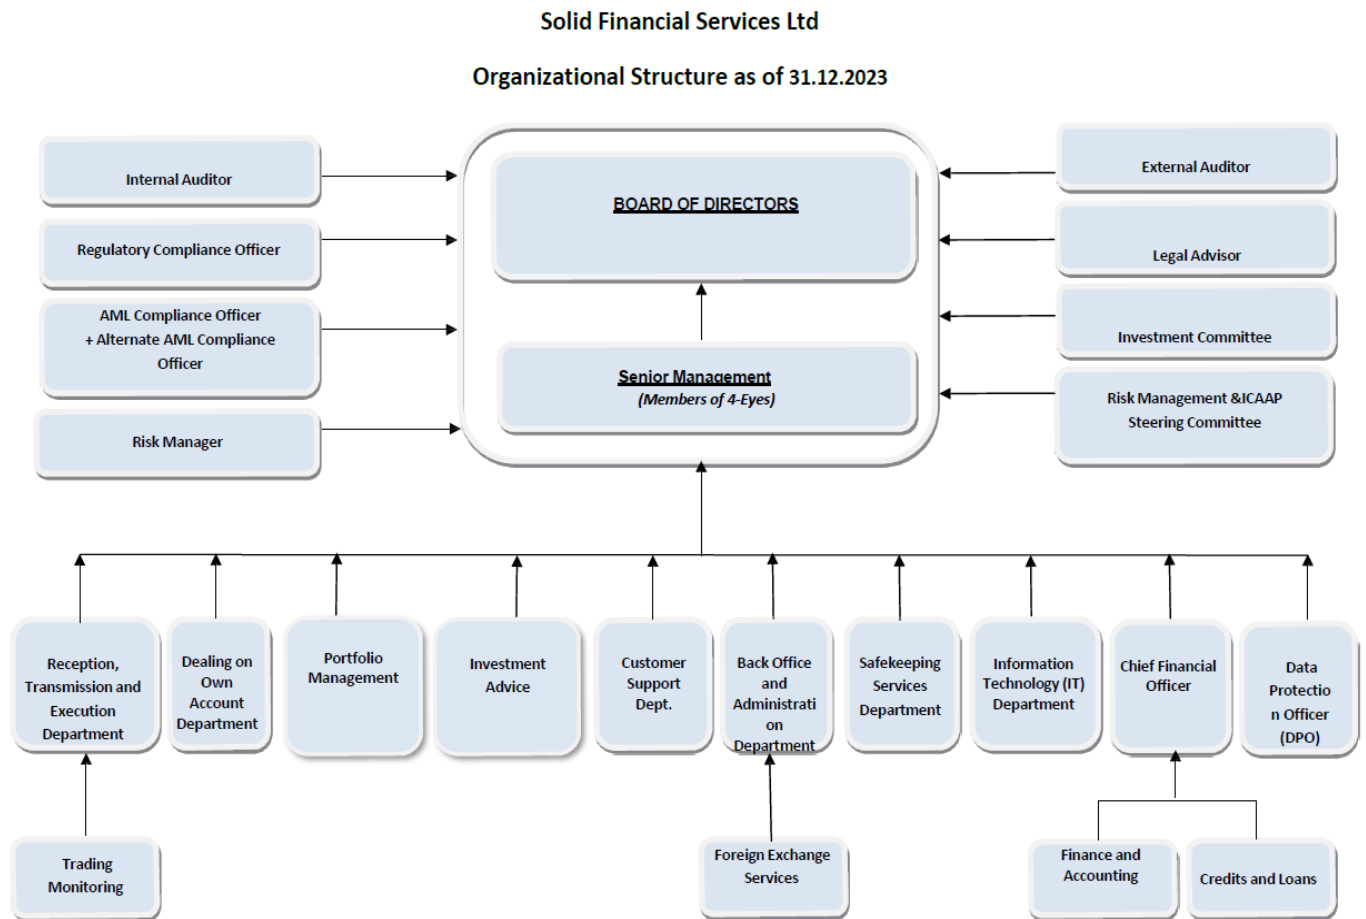 Solid Financial Services Ltd
Organizational Structure as of 31.12.2023
Internal Auditor
Regulatory Compliance Officer
AML Compliance Officer
+ Alternate AML Compliance
Officer
Risk Manager
BOARD OF DIRECTORS
Senior Management
(Members of 4-Eyes)
External Auditor
Legal Advisor
Investment Committee
Risk Management &ICAAP
Steering Committee
Reception,
Transmission and
Execution
Department
Dealing on
Own
Account
Department
Portfolio
Management
Investment
Advice
Customer
Support
Dept.
Back Office
and
Administrati
on
Department
Safekeeping
Services
Department
Information
Technology (IT)
Department
Chief Financial
Officer
Data
Protectio
n Officer
(DPO)
Trading
Monitoring
Foreign Exchange
Services
Finance and
Accounting
Credits and Loans